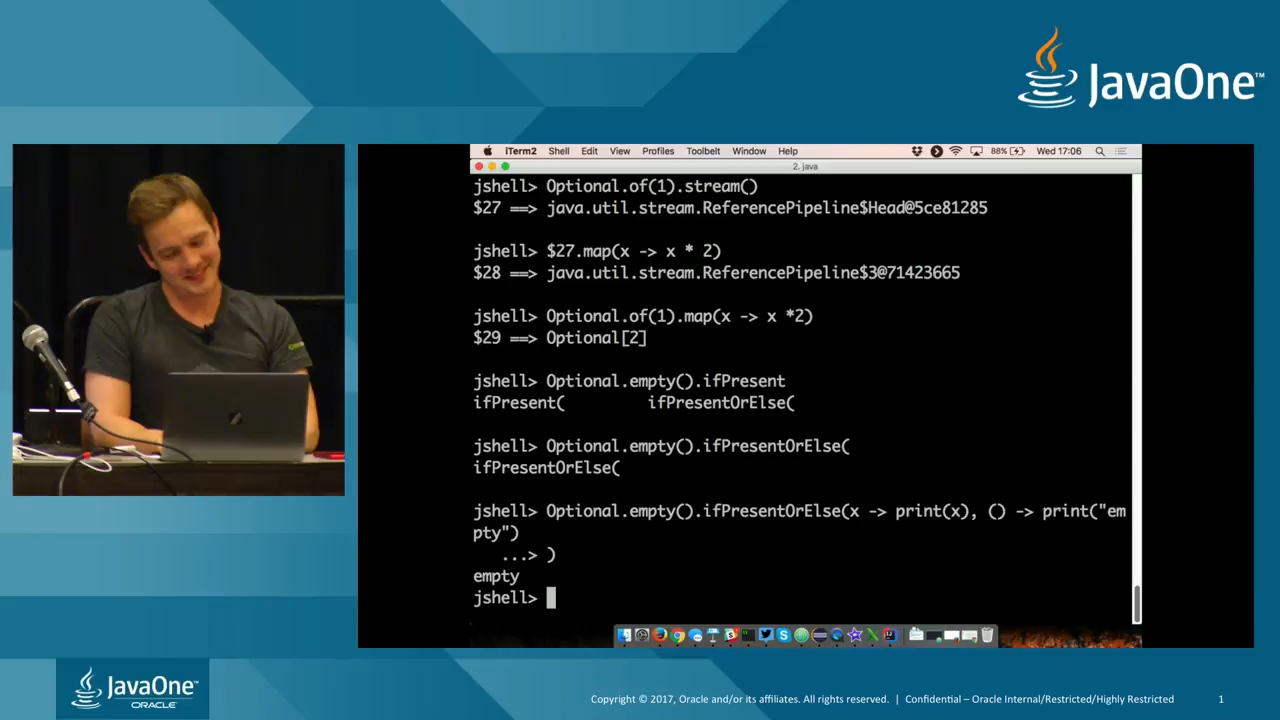 JavaOne™
iTerm2 Shell Edit View Profiles Toolbelt Window Help 88% Wed 17:06
2. java
jshell> Optional.of(1).stream()
$27 ==> java.util.stream.ReferencePipeline$Head@5ce81285
jshell> $27.map(x -> x * 2)
$28 ==> java.util.stream.ReferencePipeline$3@71423665
jshell> Optional.of(1).map(x -> x *2)
$29 ==> Optional[2]
jshell> Optional.empty().ifPresent
ifPresent( ifPresentOrElse(
jshell> Optional.empty().ifPresentOrElse(
ifPresentOrElse(
jshell> Optional.empty().ifPresentOrElse(x -> print(x), () -> print("em
pty")
...> )
empty
jshell>
JavaOne™
ORACLE
Copyright © 2017, Oracle and/or its affiliates. All rights reserved. | Confidential – Oracle Internal/Restricted/Highly Restricted 1